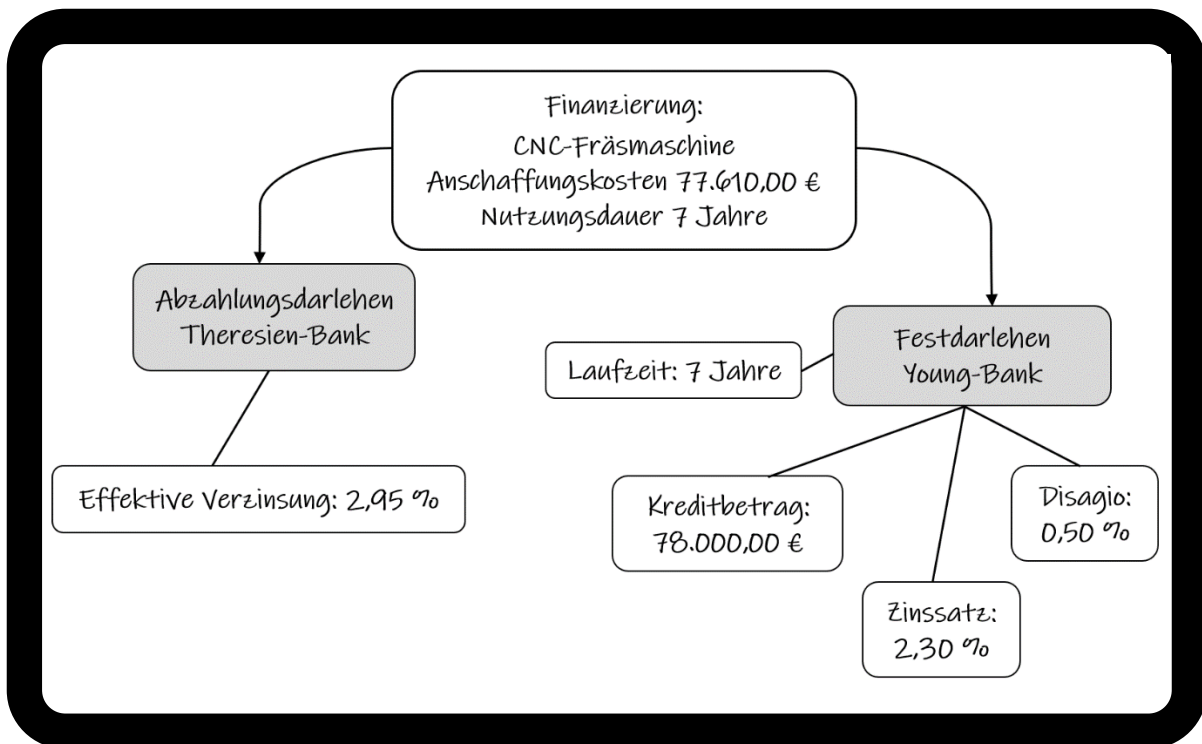 Finanzierung:
CNC-Fräsmaschine
Anschaffungskosten 77.610,00 €
Nutzungsdauer 7 Jahre
Abzahlungsdarlehen
Theresien-Bank
Effektive Verzinsung: 2,95 %
Festdarlehen
Young-Bank
Laufzeit: 7 Jahre
Kreditbetrag:
78.000,00 €
Zinssatz:
2,30 %
Disagio:
0,50 %